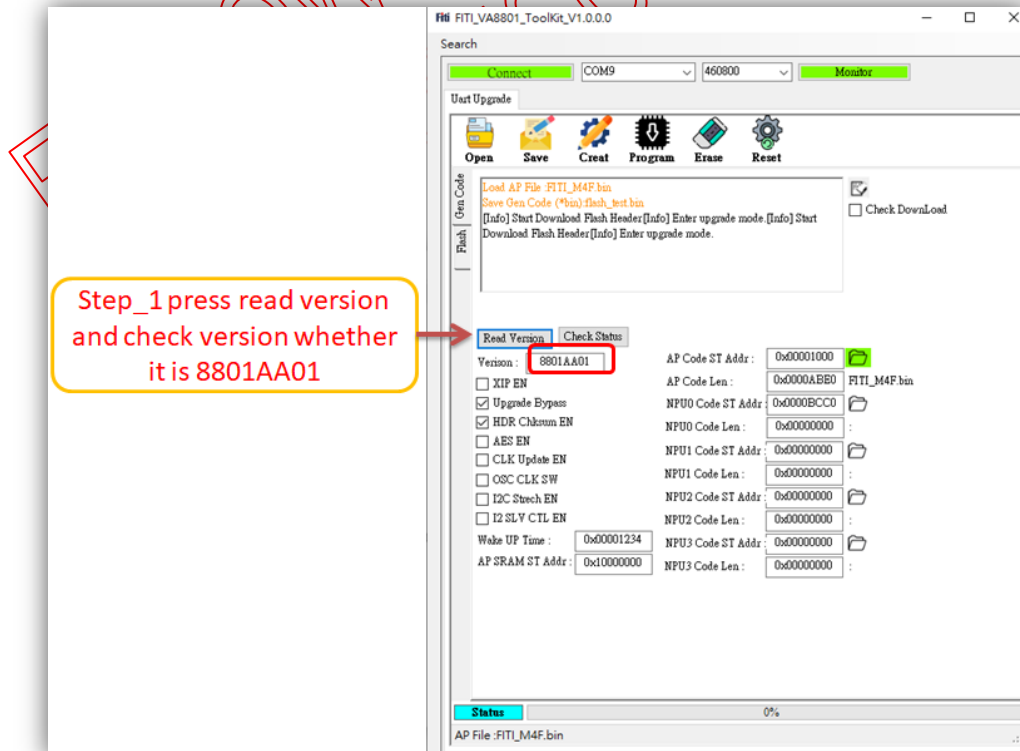 Fiti FITI_VA8801_ToolKit_V1.0.0.0
Search
Connect COM9 460800 Monitor
Uart Upgrade
Open Save Creat Program Erase Reset
Gen Code
Flash
Load AP File :FITI_M4F.bin
Save Gen Code (*bin):flash_test.bin
[Info] Start Download Flash Header[Info] Enter upgrade mode.[Info] Start
Download Flash Header[Info] Enter upgrade mode.
Check DownLoad
Step_1 press read version
and check version whether
it is 8801AA01
Read Version Check Status
Verison : 8801AA01
XIP EN
Upgrade Bypass
HDR Chksum EN
AES EN
CLK Update EN
OSC CLK SW
I2C Strech EN
I2 SLV CTL EN
Wake UP Time : 0x00001234
AP SRAM ST Addr : 0x10000000
AP Code ST Addr : 0x00001000
AP Code Len : 0x0000ABE0 FITI_M4F.bin
NPU0 Code ST Addr : 0x0000BCC0
NPU0 Code Len : 0x00000000 :
NPU1 Code ST Addr : 0x00000000
NPU1 Code Len : 0x00000000 :
NPU2 Code ST Addr : 0x00000000
NPU2 Code Len : 0x00000000 :
NPU3 Code ST Addr : 0x00000000
NPU3 Code Len : 0x00000000 :
Status 0%
AP File :FITI_M4F.bin